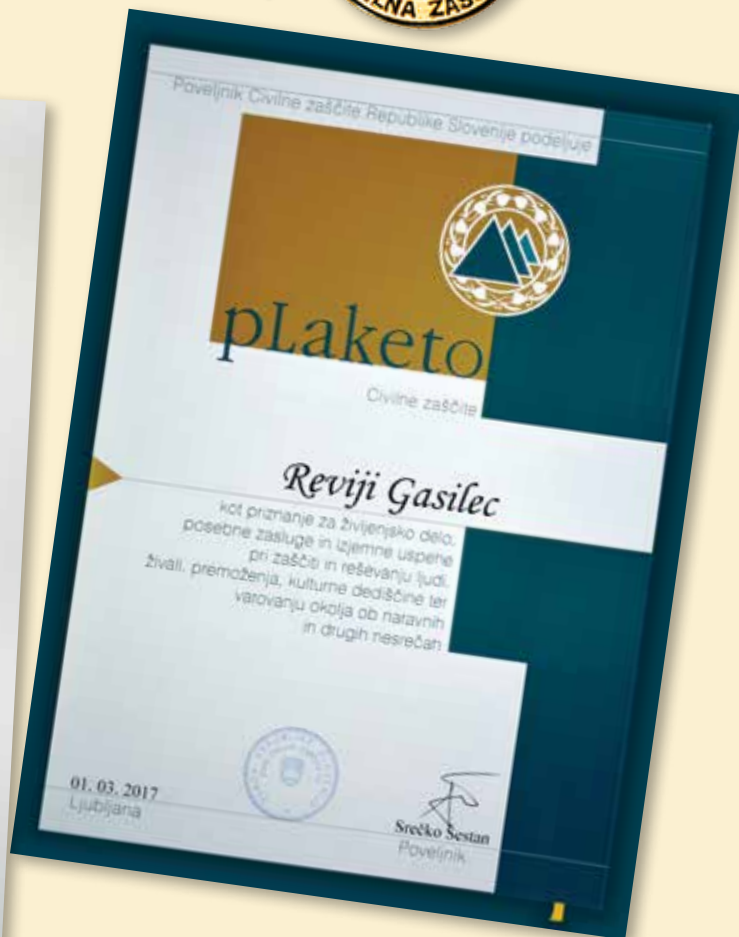 LNA ZAŠ
Poveljnik Civilne zaščite Republike Slovenije podeljuje
pLaketo
Civilne zaščite
Reviji Gasilec
kot priznanje za življenjsko delo,
posebne zasluge in izjemne uspehe
pri zaščiti in reševanju ljudi,
živali, premoženja, kulturne dediščine ter
varovanju okolja ob naravnih
in drugih nesrečah
01. 03. 2017
Ljubljana
Srečko Šestan
Poveljnik